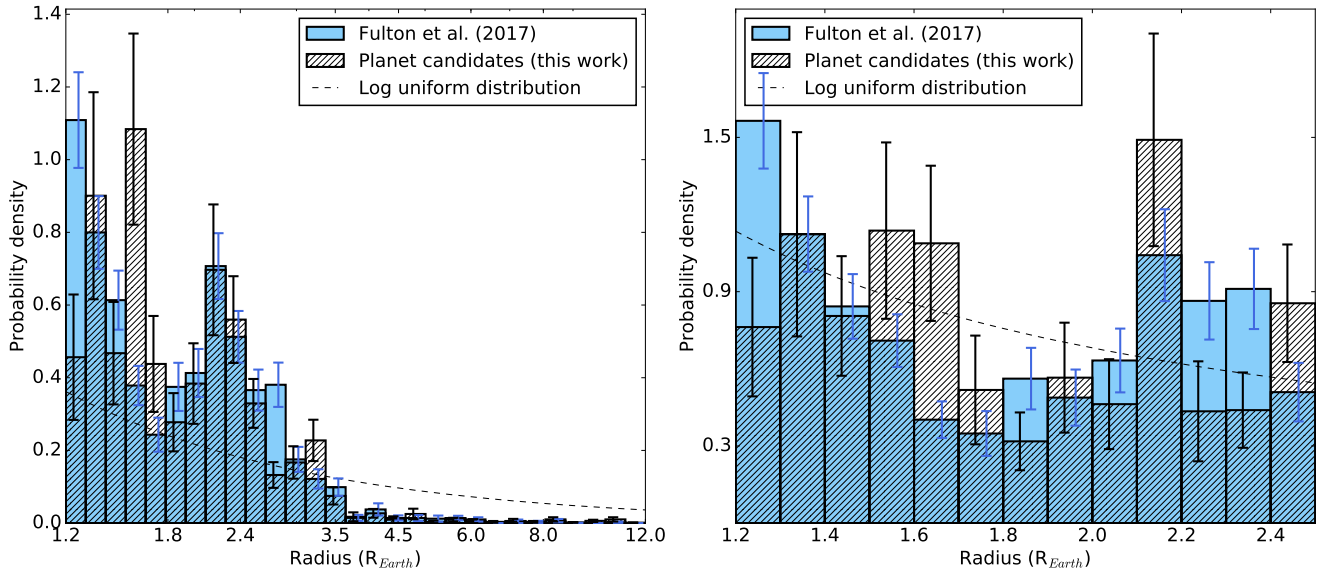 Fulton et al. (2017)
Planet candidates (this work)
Log uniform distribution
Probability density
1.4
1.2
1.0
0.8
0.6
0.4
0.2
0.0
1.2 1.8 2.4 3.5 4.5 6.0 8.0 12.0
Radius (R_Earth)
Fulton et al. (2017)
Planet candidates (this work)
Log uniform distribution
Probability density
1.5
0.9
0.3
1.2 1.4 1.6 1.8 2.0 2.2 2.4
Radius (R_Earth)